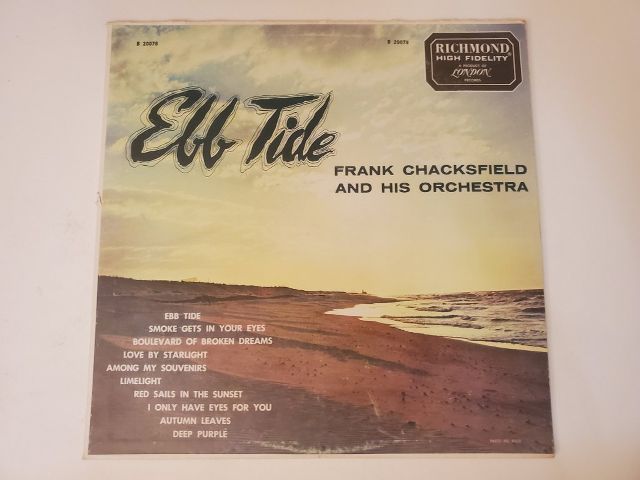 B 20078
B 20078
RICHMOND
HIGH FIDELITY
A PRODUCT OF
LONDON
RECORDS
Ebb Tide
FRANK CHACKSFIELD
AND HIS ORCHESTRA
EBB TIDE
SMOKE GETS IN YOUR EYES
BOULEVARD OF BROKEN DREAMS
LOVE BY STARLIGHT
AMONG MY SOUVENIRS
LIMELIGHT
RED SAILS IN THE SUNSET
I ONLY HAVE EYES FOR YOU
AUTUMN LEAVES
DEEP PURPLE